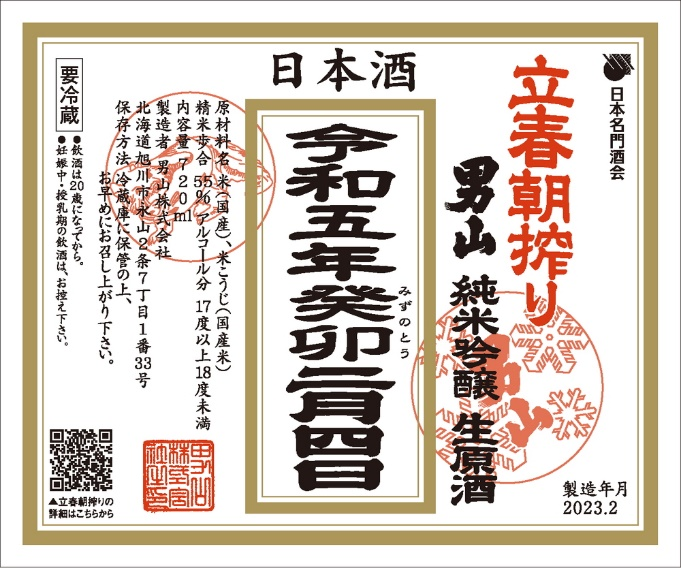 日本酒
日本名門酒会
立春朝搾り
男山 純米吟醸 生原酒
製造年月
2023.2
令和五年癸卯二月四日
みずのとう
原材料名 米(国産)、米こうじ(国産米)
精米歩合 55% アルコール分 17度以上18度未満
内容量 720ml
製造者 男山株式会社
北海道旭川市永山2条7丁目1番33号
保存方法 冷蔵庫に保管の上、
お早めにお召し上がり下さい。
要冷蔵
●飲酒は20歳になってから。
●妊娠中・授乳期の飲酒は、お控え下さい。
▲立春朝搾りの
詳細はこちらから
男山